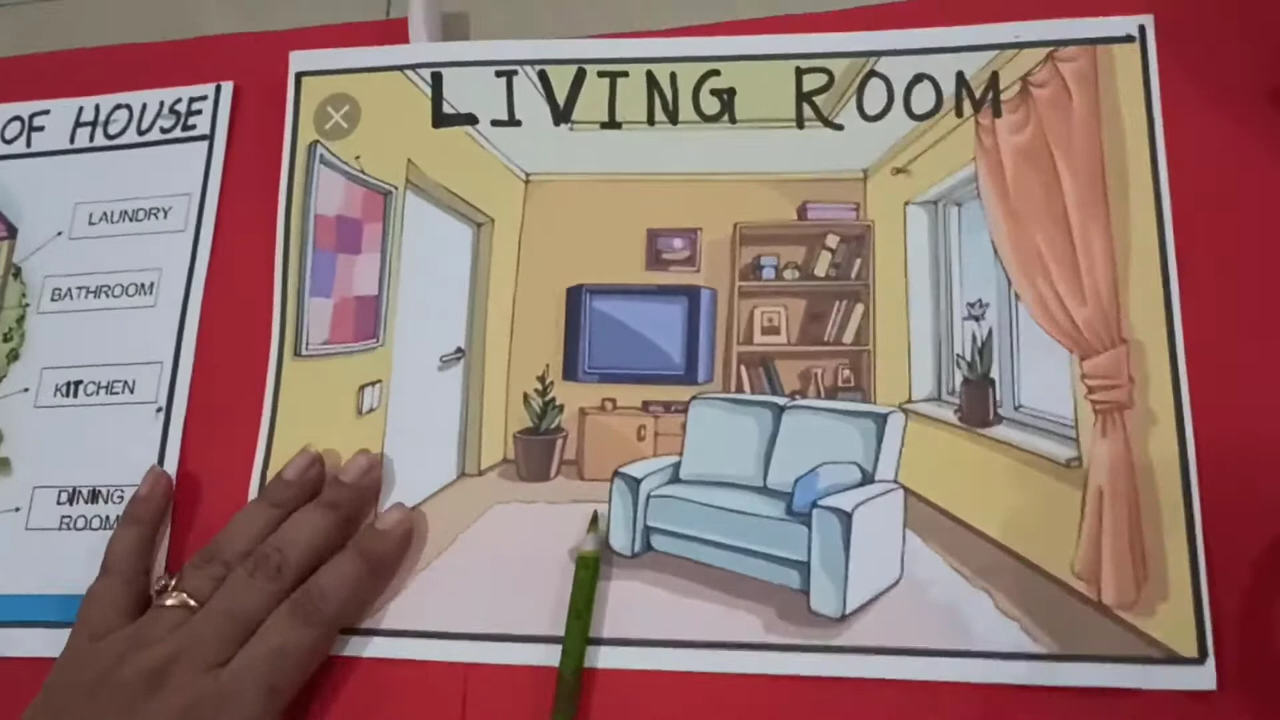 OF HOUSE
LAUNDRY
BATHROOM
KITCHEN
DINING
ROOM
LIVING ROOM